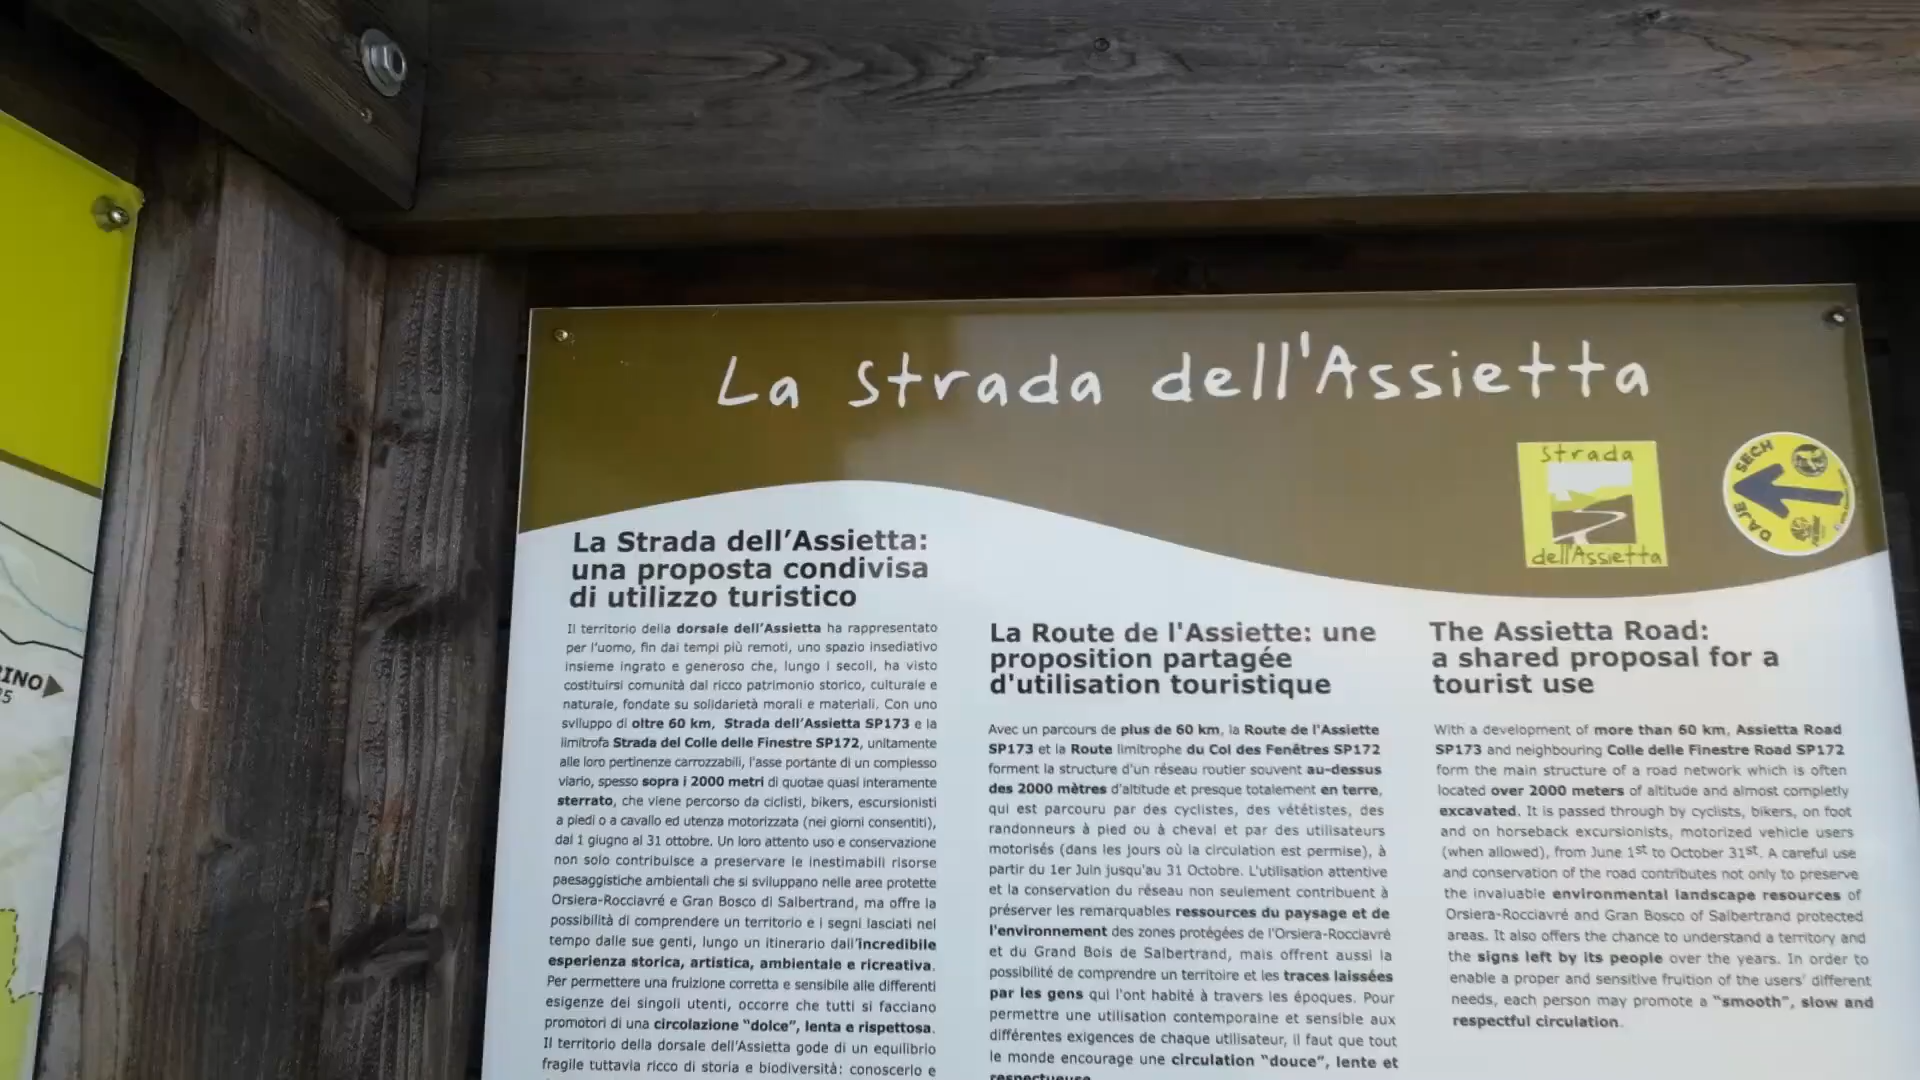 La Strada dell'Assietta
Strada
dell'Assietta
DAJE SECH
La Strada dell'Assietta:
una proposta condivisa
di utilizzo turistico
Il territorio della dorsale dell'Assietta ha rappresentato
per l'uomo, fin dai tempi più remoti, uno spazio insediativo
insieme ingrato e generoso che, lungo i secoli, ha visto
costituirsi comunità dal ricco patrimonio storico, culturale e
naturale, fondate su solidarietà morali e materiali. Con uno
sviluppo di oltre 60 km, Strada dell'Assietta SP173 e la
limitrofa Strada del Colle delle Finestre SP172, unitamente
alle loro pertinenze carrozzabili, l'asse portante di un complesso
viario, spesso sopra i 2000 metri di quotae quasi interamente
sterrato, che viene percorso da ciclisti, bikers, escursionisti
a piedi o a cavallo ed utenza motorizzata (nei giorni consentiti),
dal 1 giugno al 31 ottobre. Un loro attento uso e conservazione
non solo contribuisce a preservare le inestimabili risorse
paesaggistiche ambientali che si sviluppano nelle aree protette
Orsiera-Rocciavré e Gran Bosco di Salbertrand, ma offre la
possibilità di comprendere un territorio e i segni lasciati nel
tempo dalle sue genti, lungo un itinerario dall'incredibile
esperienza storica, artistica, ambientale e ricreativa.
Per permettere una fruizione corretta e sensibile alle differenti
esigenze dei singoli utenti, occorre che tutti si facciano
promotori di una circolazione "dolce", lenta e rispettosa.
Il territorio della dorsale dell'Assietta gode di un equilibrio
fragile tuttavia ricco di storia e biodiversità: conoscerlo e
La Route de l'Assiette: une
proposition partagée
d'utilisation touristique
Avec un parcours de plus de 60 km, la Route de l'Assiette
SP173 et la Route limitrophe du Col des Fenêtres SP172
forment la structure d'un réseau routier souvent au-dessus
des 2000 mètres d'altitude et presque totalement en terre,
qui est parcouru par des cyclistes, des vététistes, des
randonneurs à pied ou à cheval et par des utilisateurs
motorisés (dans les jours où la circulation est permise), à
partir du 1er Juin jusqu'au 31 Octobre. L'utilisation attentive
et la conservation du réseau non seulement contribuent à
préserver les remarquables ressources du paysage et de
l'environnement des zones protégées de l'Orsiera-Rocciavré
et du Grand Bois de Salbertrand, mais offrent aussi la
possibilité de comprendre un territoire et les traces laissées
par les gens qui l'ont habité à travers les époques. Pour
permettre une utilisation contemporaine et sensible aux
différentes exigences de chaque utilisateur, il faut que tout
le monde encourage une circulation "douce", lente et
respectueuse.
The Assietta Road:
a shared proposal for a
tourist use
With a development of more than 60 km, Assietta Road
SP173 and neighbouring Colle delle Finestre Road SP172
form the main structure of a road network which is often
located over 2000 meters of altitude and almost completly
excavated. It is passed through by cyclists, bikers, on foot
and on horseback excursionists, motorized vehicle users
(when allowed), from June 1st to October 31st. A careful use
and conservation of the road contributes not only to preserve
the invaluable environmental landscape resources of
Orsiera-Rocciavré and Gran Bosco of Salbertrand protected
areas. It also offers the chance to understand a territory and
the signs left by its people over the years. In order to
enable a proper and sensitive fruition of the users' different
needs, each person may promote a "smooth", slow and
respectful circulation.